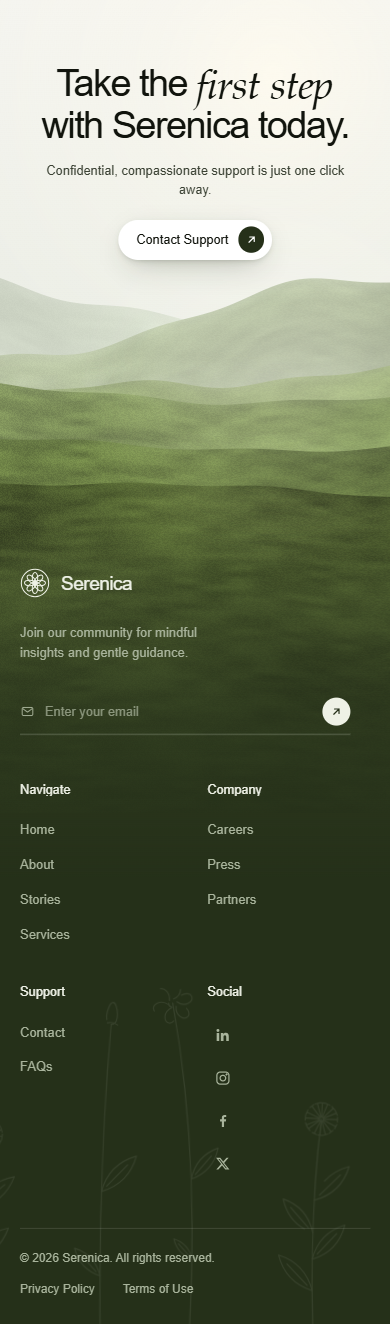 Take the first step
with Serenica today.
Confidential, compassionate support is just one click
away.
Contact Support
Serenica
Join our community for mindful
insights and gentle guidance.
Enter your email
Navigate
Home
About
Stories
Services
Company
Careers
Press
Partners
Support
Contact
FAQs
Social
© 2026 Serenica. All rights reserved.
Privacy Policy
Terms of Use